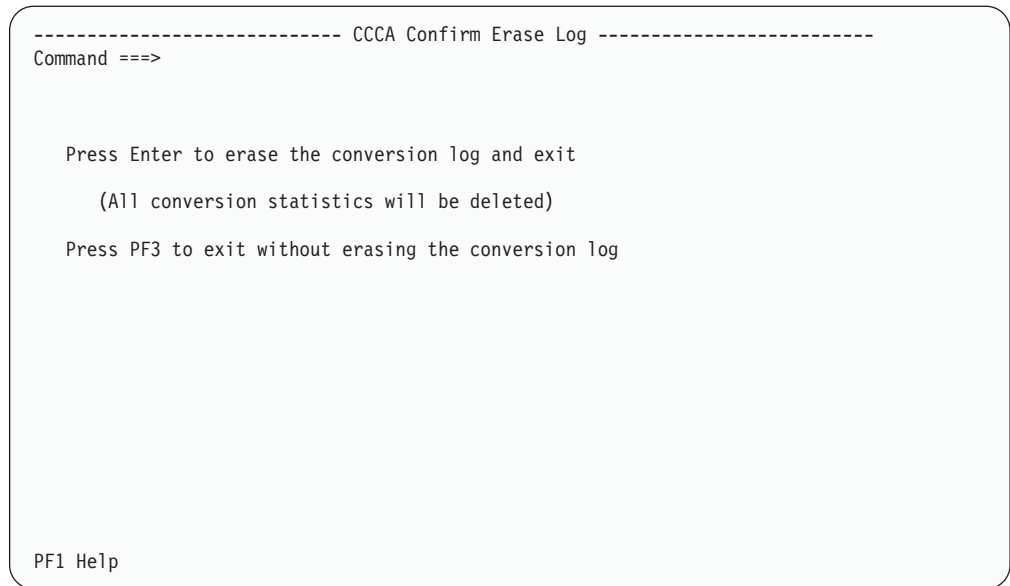 ----------------------------- CCCA Confirm Erase Log --------------------------
Command ===>
Press Enter to erase the conversion log and exit
(All conversion statistics will be deleted)
Press PF3 to exit without erasing the conversion log
PF1 Help